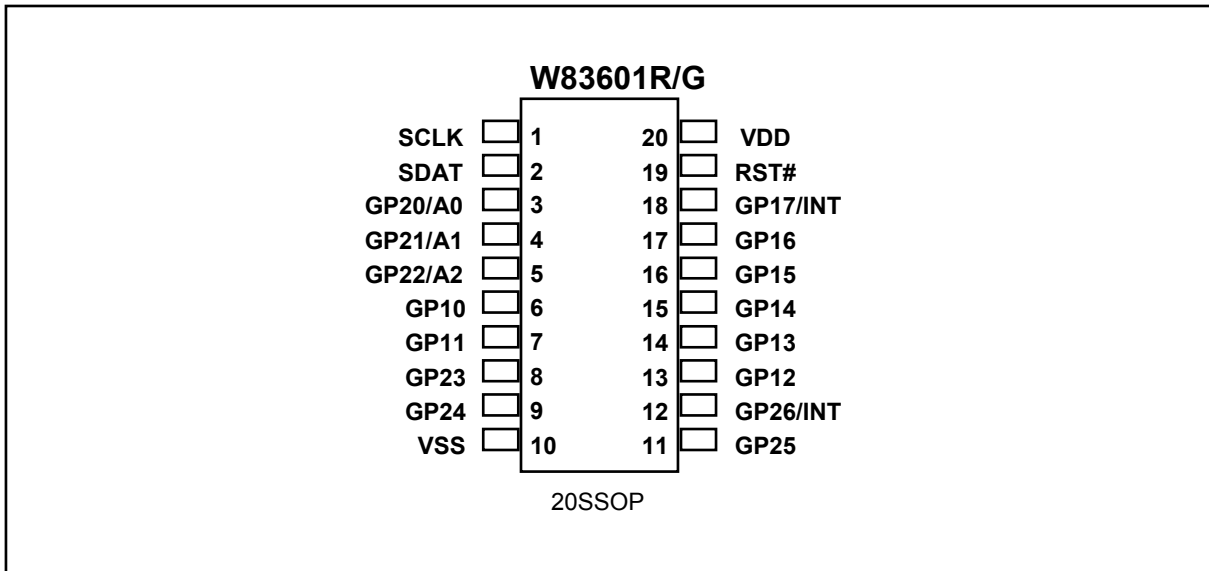 W83601R/G
SCLK 1 20 VDD
SDAT 2 19 RST#
GP20/A0 3 18 GP17/INT
GP21/A1 4 17 GP16
GP22/A2 5 16 GP15
GP10 6 15 GP14
GP11 7 14 GP13
GP23 8 13 GP12
GP24 9 12 GP26/INT
VSS 10 11 GP25
20SSOP